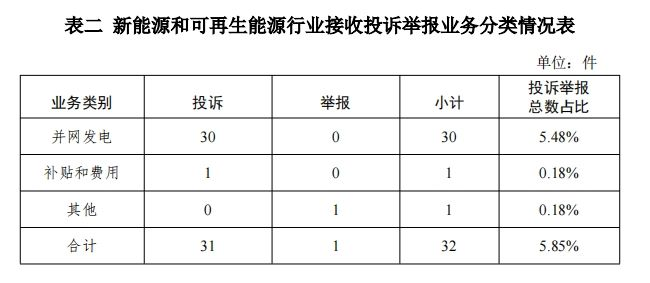 表二 新能源和可再生能源行业接收投诉举报业务分类情况表
单位：件
业务类别 投诉 举报 小计 投诉举报总数占比
并网发电 30 0 30 5.48%
补贴和费用 1 0 1 0.18%
其他 0 1 1 0.18%
合计 31 1 32 5.85%